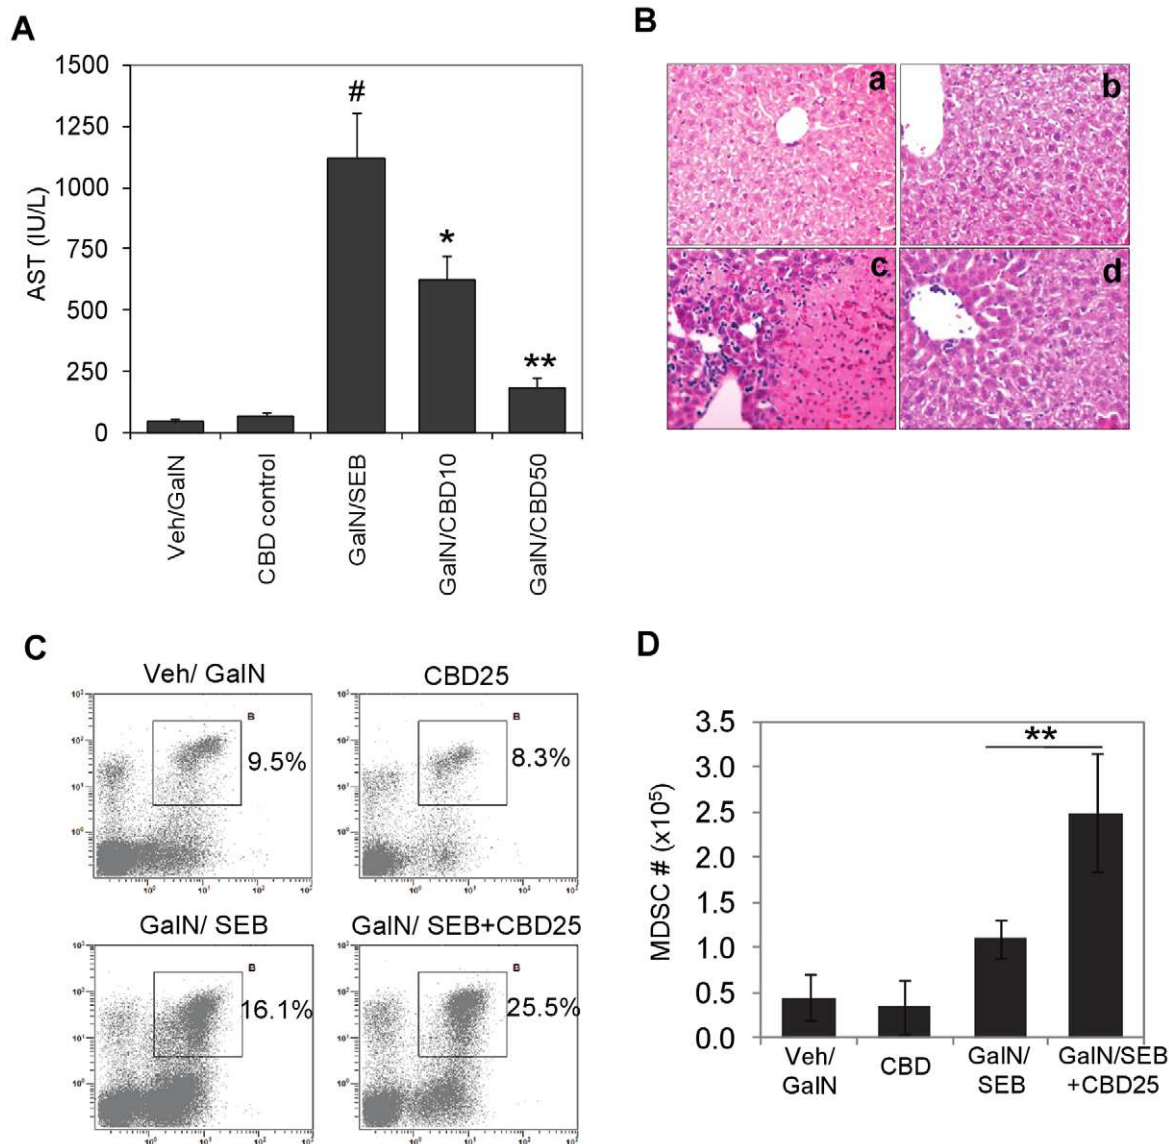 A
1500
1250
1000
750
500
250
0
AST (IU/L)
#
*
**
Veh/GalN
CBD control
GalN/SEB
GalN/CBD10
GalN/CBD50
B
a
b
c
d
C
Veh/ GalN
CBD25
B
9.5%
B
8.3%
GalN/ SEB
GalN/ SEB+CBD25
B
16.1%
B
25.5%
D
3.5
3.0
2.5
2.0
1.5
1.0
0.5
0.0
MDSC # (x10⁵)
**
Veh/
GalN
CBD
GalN/
SEB
GalN/SEB
+CBD25